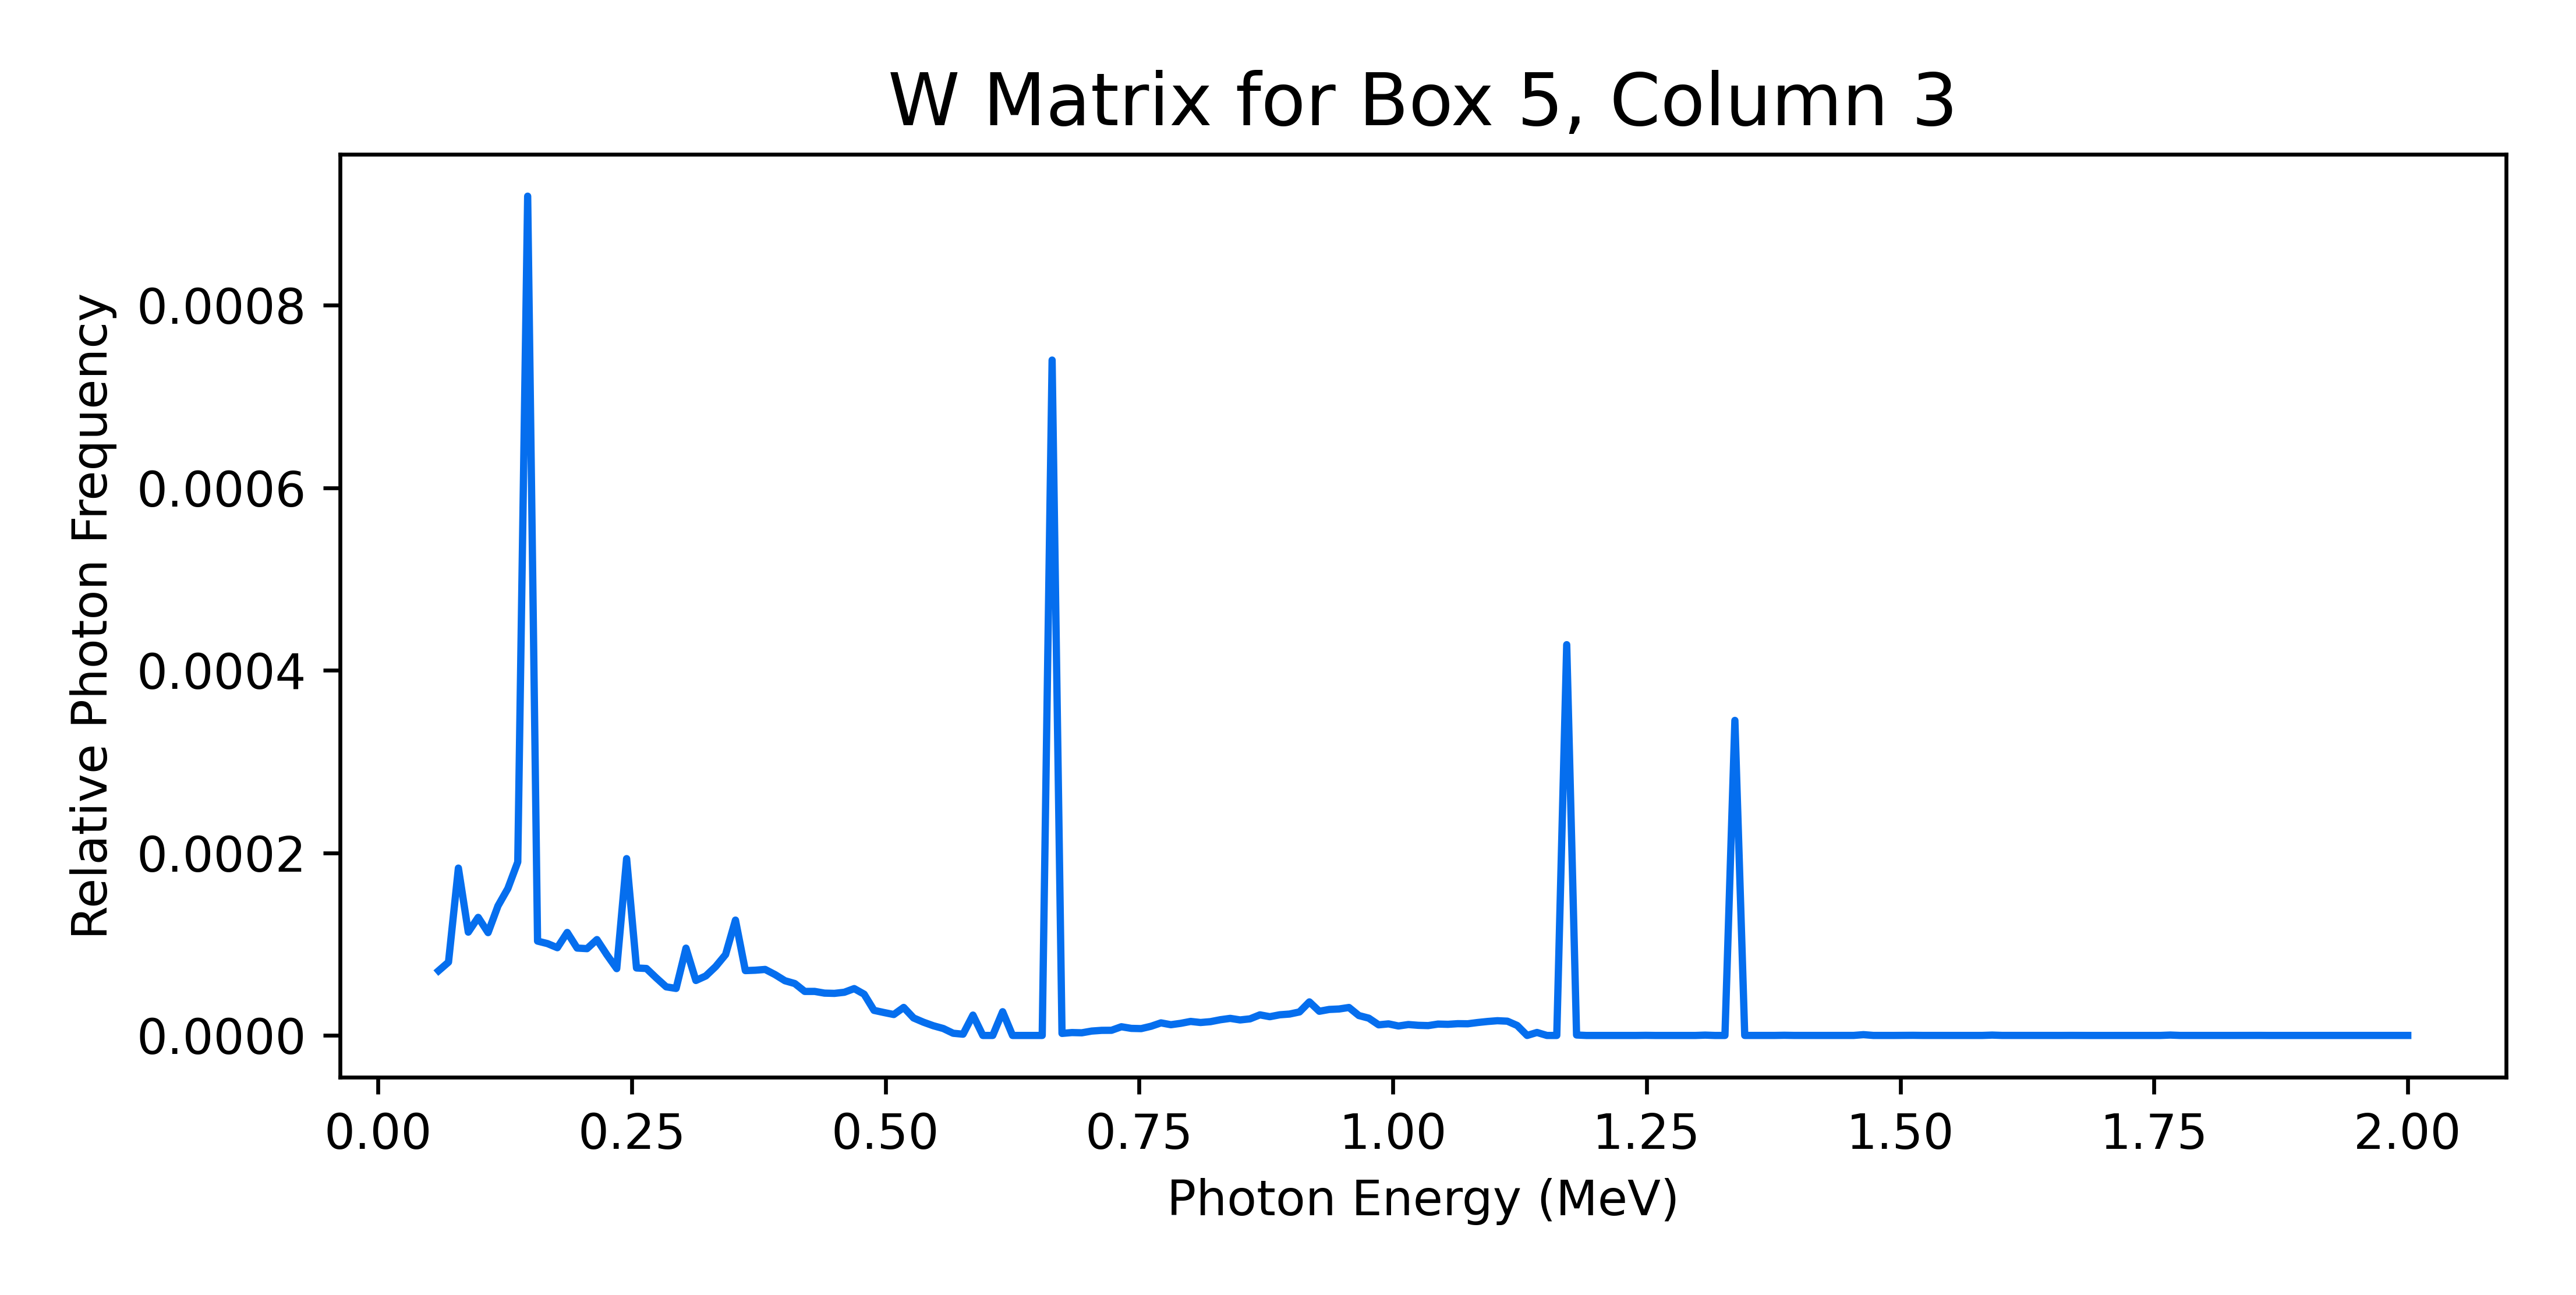 W Matrix for Box 5, Column 3
Relative Photon Frequency
0.0008
0.0006
0.0004
0.0002
0.0000
0.00 0.25 0.50 0.75 1.00 1.25 1.50 1.75 2.00
Photon Energy (MeV)